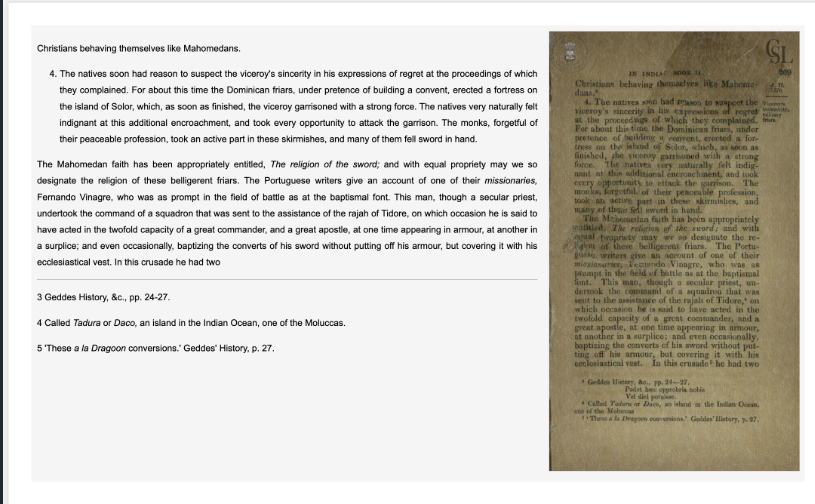 Christians behaving themselves like Mahomedans.
4. The natives soon had reason to suspect the viceroy's sincerity in his expressions of regret at the proceedings of which
they complained. For about this time the Dominican friars, under pretence of building a convent, erected a fortress on
the island of Solor, which, as soon as finished, the viceroy garrisoned with a strong force. The natives very naturally felt
indignant at this additional encroachment, and took every opportunity to attack the garrison. The monks, forgetful of
their peaceable profession, took an active part in these skirmishes, and many of them fell sword in hand.
The Mahomedan faith has been appropriately entitled, The religion of the sword; and with equal propriety may we so
designate the religion of these belligerent friars. The Portuguese writers give an account of one of their missionaries,
Fernando Vinagre, who was as prompt in the field of battle as at the baptismal font. This man, though a secular priest,
undertook the command of a squadron that was sent to the assistance of the rajah of Tidore, on which occasion he is said to
have acted in the twofold capacity of a great commander, and a great apostle, at one time appearing in armour, at another in
a surplice; and even occasionally, baptizing the converts of his sword without putting off his armour, but covering it with his
ecclesiastical vest. In this crusade he had two
3 Geddes History, &c., pp. 24-27.
4 Called Tadura or Daco, an island in the Indian Ocean, one of the Moluccas.
5 'These a la Dragoon conversions.' Geddes' History, p. 27.
CSL
IN INDIA: BOOK II.
Christians behaving themselves like Mahome-
dans.
4. The natives soon had reason to suspect the
viceroy's sincerity in his expressions of regret
at the proceedings of which they complained.
For about this time the Dominican friars, under
pretence of building a convent, erected a for-
tress on the island of Solor, which, as soon as
finished, the viceroy garrisoned with a strong
force. The natives very naturally felt indig-
nant at this additional encroachment, and took
every opportunity to attack the garrison. The
monks, forgetful of their peaceable profession,
took an active part in these skirmishes, and
many of them fell sword in hand.
The Mahomedan faith has been appropriately
entitled, The religion of the sword; and with
equal propriety may we so designate the re-
ligion of these belligerent friars. The Portu-
guese writers give an account of one of their
missionaries, Fernando Vinagre, who was as
prompt in the field of battle as at the baptismal
font. This man, though a secular priest, un-
dertook the command of a squadron that was
sent to the assistance of the rajah of Tidore,⁴ on
which occasion he is said to have acted in the
twofold capacity of a great commander, and a
great apostle, at one time appearing in armour,
at another in a surplice; and even occasionally,
baptizing the converts of his sword without put-
ting off his armour, but covering it with his
ecclesiastical vest. In this crusade⁵ he had two
³ Geddes History, &c., pp. 24—27.
Pudet hæc opprobria nobis
Vel dici potuisse.
⁴ Called Tadura or Daco, an island in the Indian Ocean,
one of the Moluccas
⁵ 'These a la Dragoon conversions.' Geddes' History, p. 27.